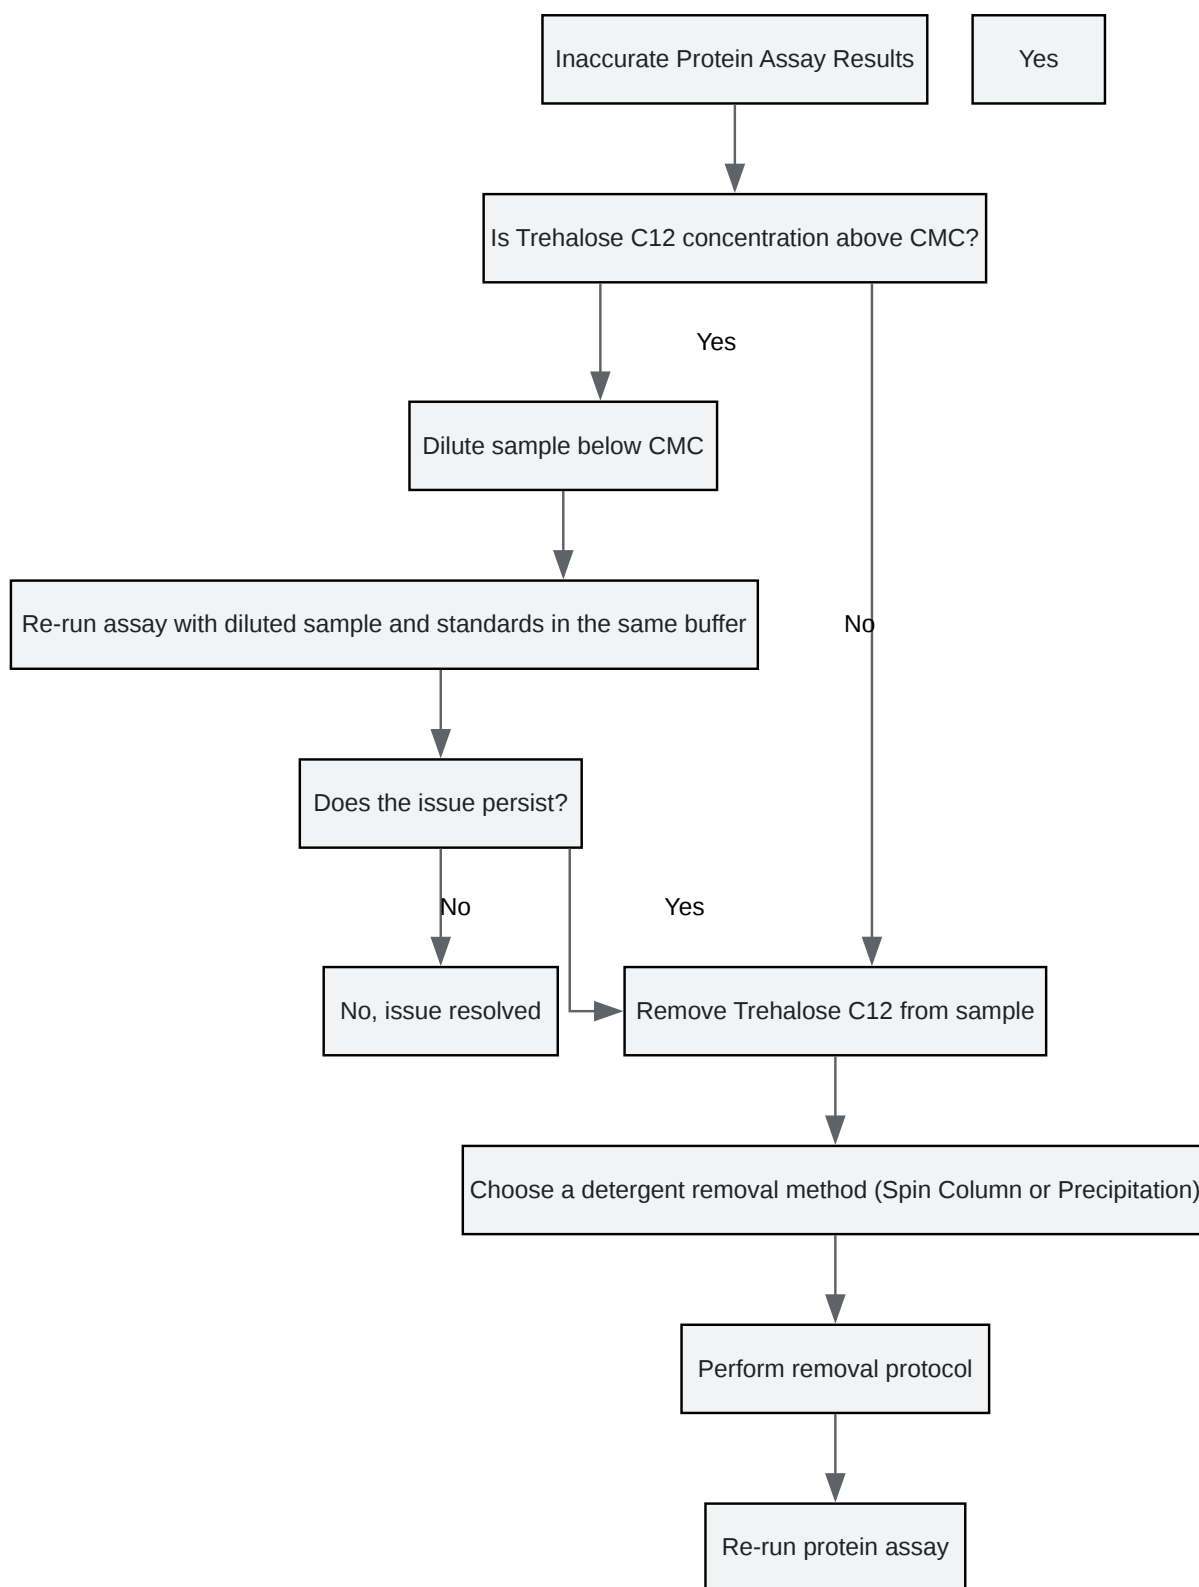 Inaccurate Protein Assay Results
Yes
Is Trehalose C12 concentration above CMC?
Yes
Dilute sample below CMC
Re-run assay with diluted sample and standards in the same buffer
No
Does the issue persist?
No
Yes
No, issue resolved
Remove Trehalose C12 from sample
Choose a detergent removal method (Spin Column or Precipitation)
Perform removal protocol
Re-run protein assay